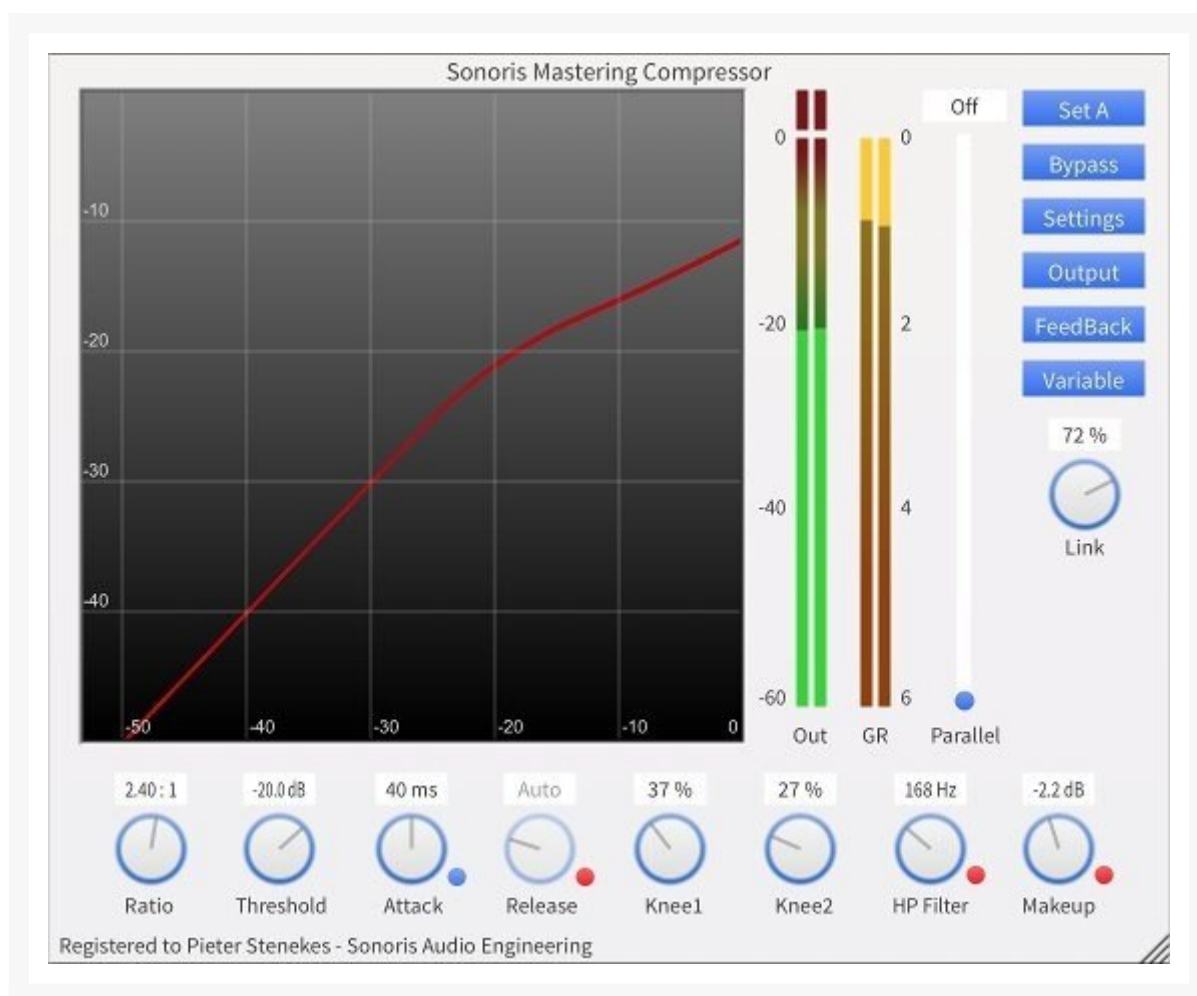 Sonoris Mastering Compressor
Off
Set A
0
0
Bypass
-10
Settings
Output
-20
-20
2
FeedBack
Variable
72 %
-30
-40
4
Link
-40
-60
6
-50
-40
-30
-20
-10
0
Out
GR
Parallel
2.40 : 1
-20.0 dB
40 ms
Auto
37 %
27 %
168 Hz
-2.2 dB
Ratio
Threshold
Attack
Release
Knee1
Knee2
HP Filter
Makeup
Registered to Pieter Stenekes - Sonoris Audio Engineering